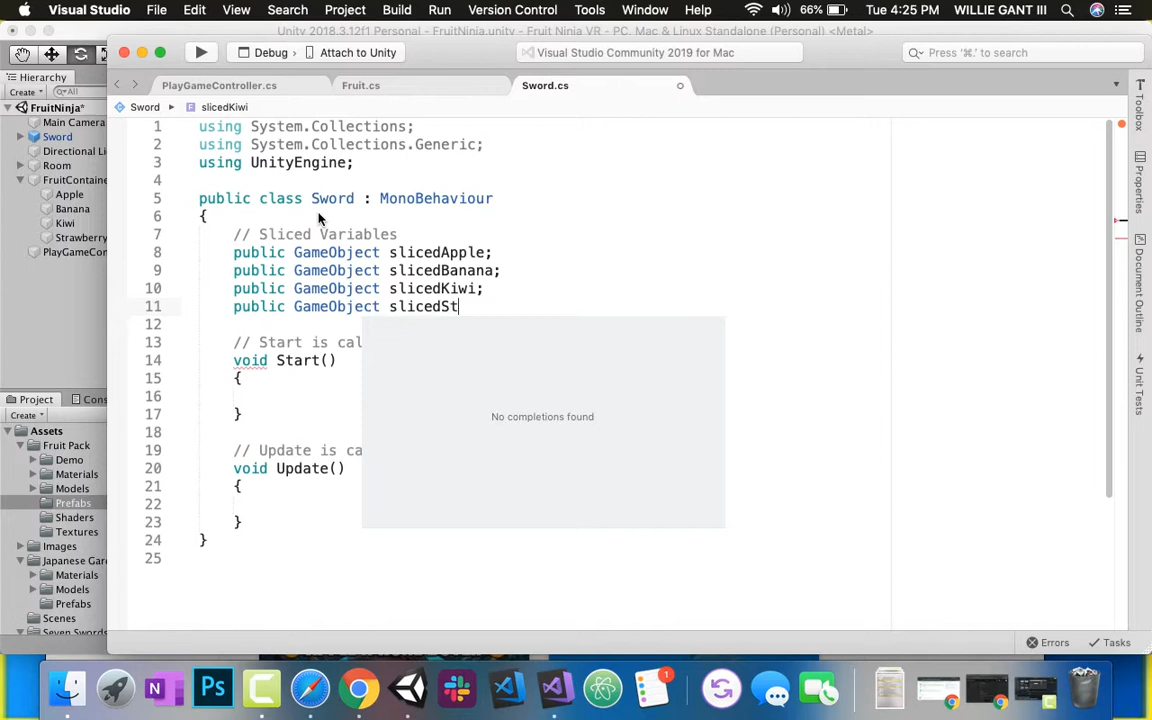 Visual Studio File Edit View Search Project Build Run Version Control Tools Window Help 66% Tue 4:25 PM WILLIE GANT III
Unity 2018.3.12f1 Personal - FruitNinja.unity - Fruit Ninja VR - PC, Mac & Linux Standalone (Personal) <Metal>
Debug › Attach to Unity Visual Studio Community 2019 for Mac Press '⌘.' to search
Hierarchy
Create All
FruitNinja*
Main Camera
Sword
Directional Li
Room
FruitContaine
Apple
Banana
Kiwi
Strawberry
PlayGameCont
Project Cons
Create
Assets
Fruit Pack
Demo
Materials
Models
Prefabs
Shaders
Textures
Images
Japanese Gar
Materials
Models
Prefabs
Scenes
Seven Swords
PlayGameController.cs Fruit.cs Sword.cs
Sword slicedKiwi
1 using System.Collections;
2 using System.Collections.Generic;
3 using UnityEngine;
4
5 public class Sword : MonoBehaviour
6 {
7 // Sliced Variables
8 public GameObject slicedApple;
9 public GameObject slicedBanana;
10 public GameObject slicedKiwi;
11 public GameObject slicedSt
12
13 // Start is cal
14 void Start()
15 {
16
17 }
18
19 // Update is ca
20 void Update()
21 {
22
23 }
24 }
25
No completions found
Toolbox
Properties
Document Outline
Unit Tests
Errors Tasks
N Ps 1